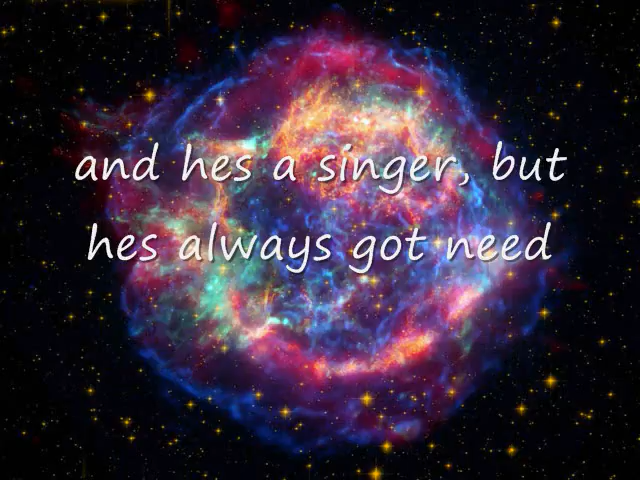 and hes a singer, but
hes always got need